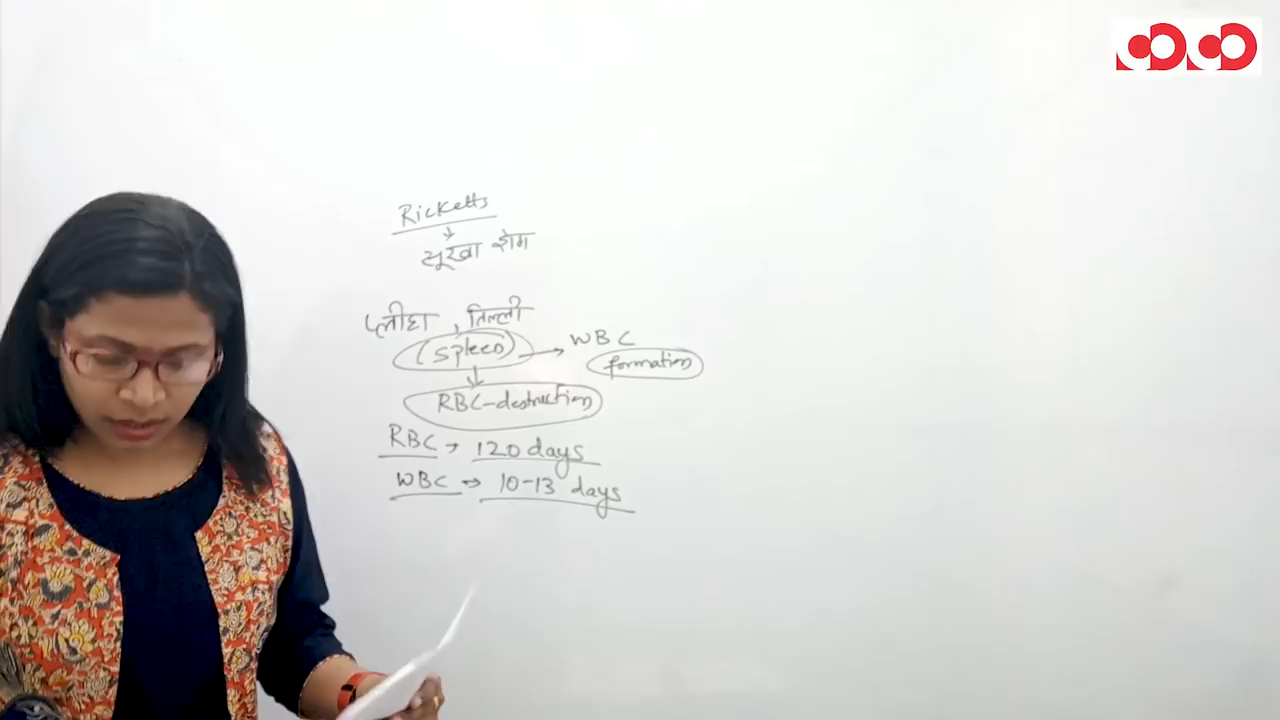 Ricketts
सूखा रोग
प्लीहा , तिल्ली
(spleen) → WBC
formation
RBC-destruction
RBC → 120 days
WBC → 10-13 days